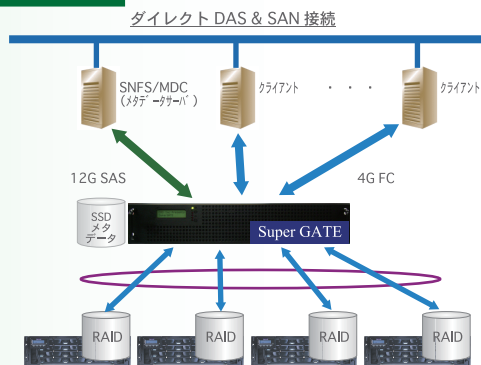 ダイレクト DAS & SAN 接続
SNFS/MDC
(メタデータサーバ)
クライアント
・ ・ ・
クライアント
12G SAS
4G FC
SSD
メタ
データ
Super GATE
RAID
RAID
RAID
RAID